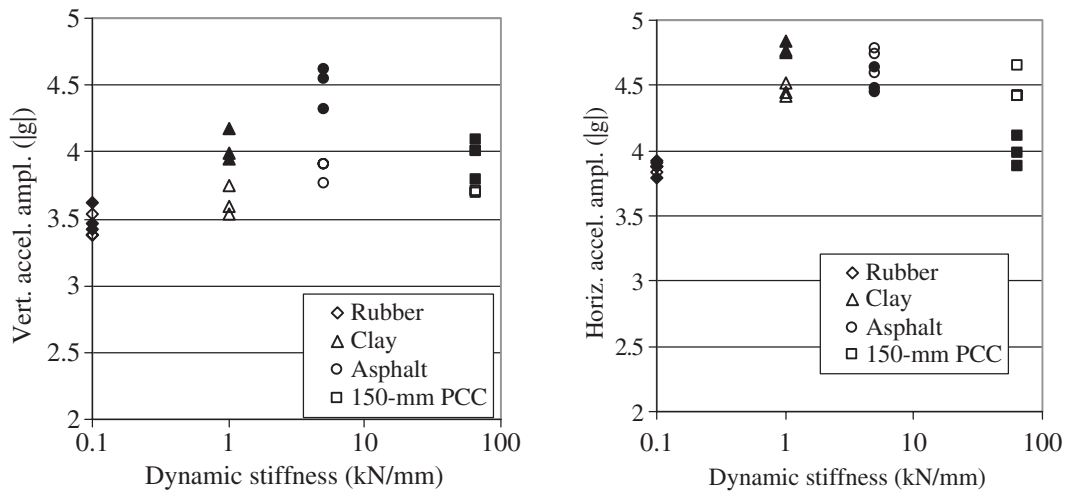 5
4.5
4
3.5
3
2.5
2
0.1 1 10 100
Vert. accel. ampl. (|g|)
Dynamic stiffness (kN/mm)
Rubber
Clay
Asphalt
150-mm PCC
5
4.5
4
3.5
3
2.5
2
0.1 1 10 100
Horiz. accel. ampl. (|g|)
Dynamic stiffness (kN/mm)
Rubber
Clay
Asphalt
150-mm PCC